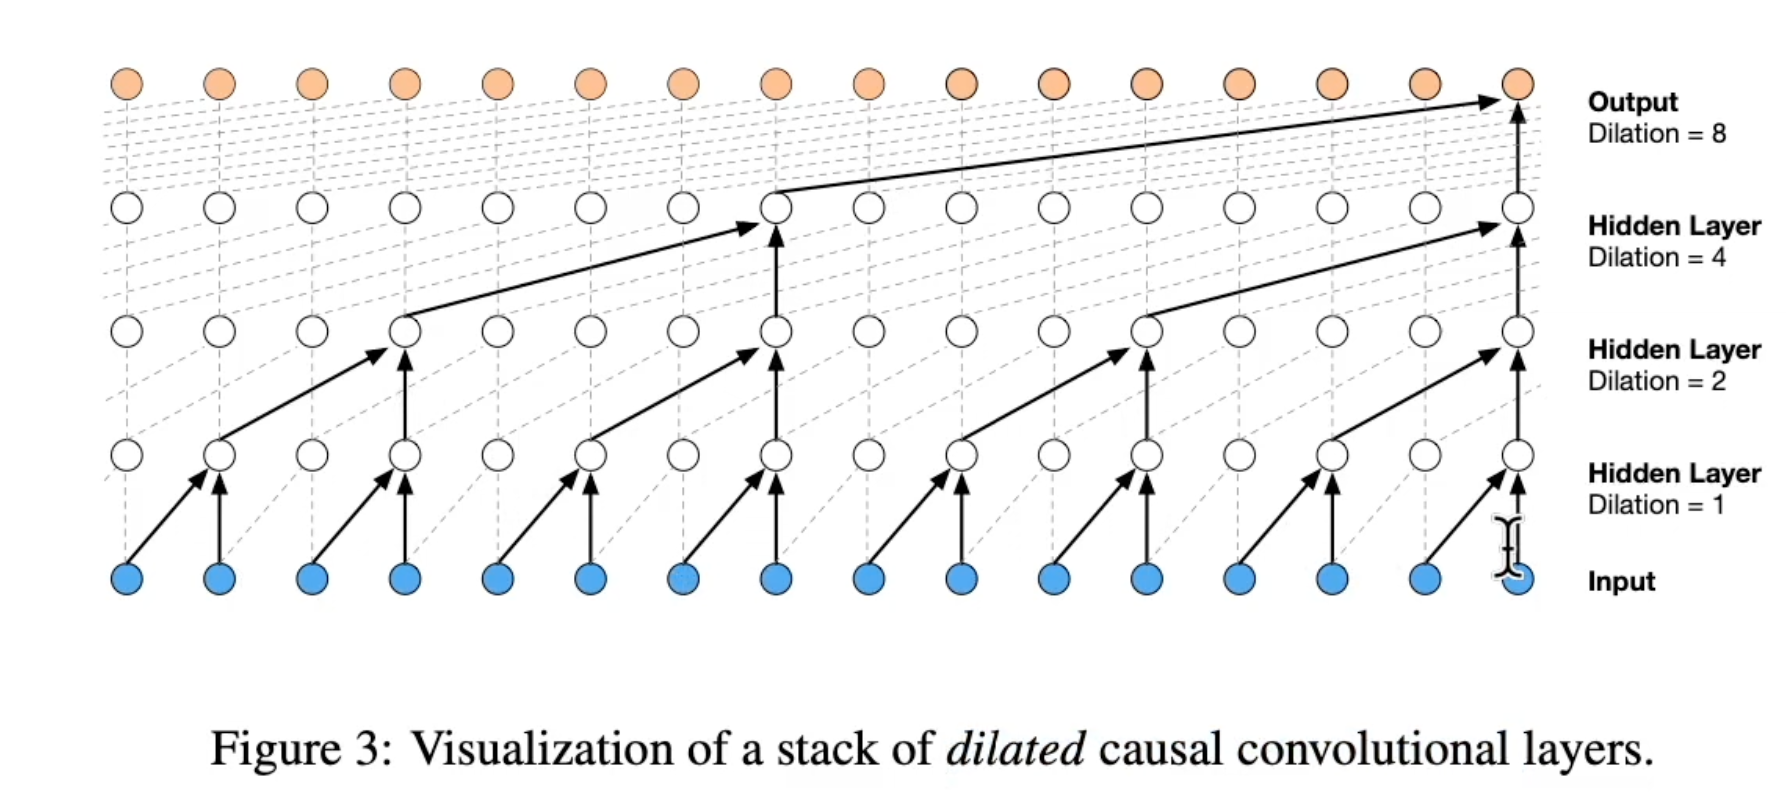 Output
Dilation = 8
Hidden Layer
Dilation = 4
Hidden Layer
Dilation = 2
Hidden Layer
Dilation = 1
Input
Figure 3: Visualization of a stack of dilated causal convolutional layers.